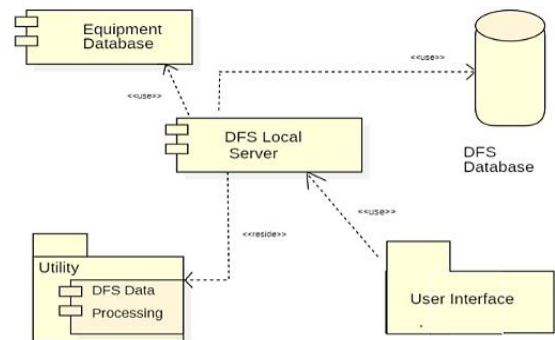 Equipment
Database
<<use>>
<<use>>
DFS Local
Server
DFS
Database
<<use>>
<<reside>>
Utility
DFS Data
Processing
User Interface